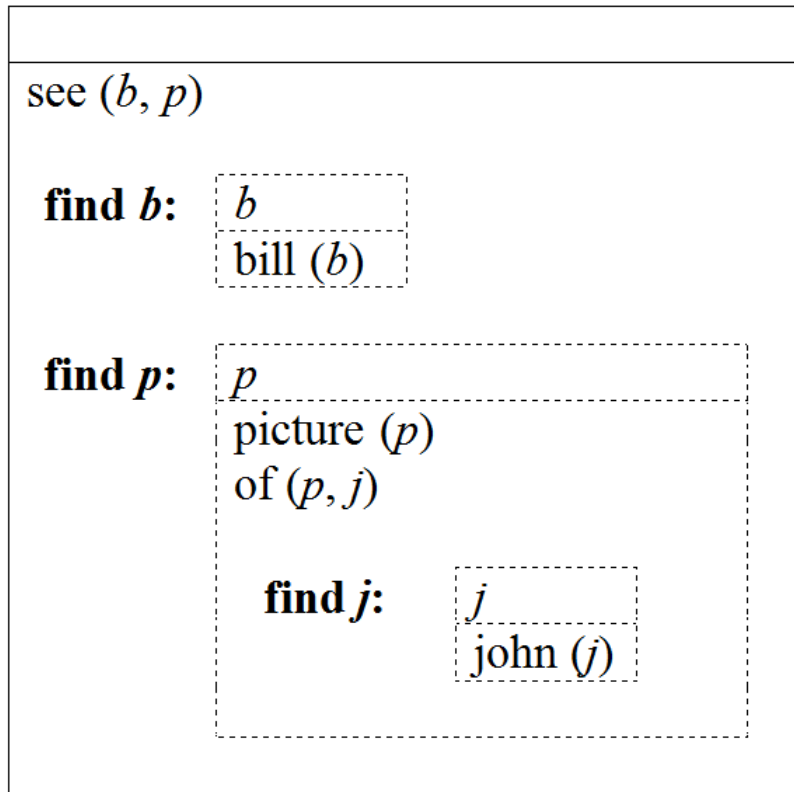 see (b, p)
find b: b
bill (b)
find p: p
picture (p)
of (p, j)
find j: j
john (j)